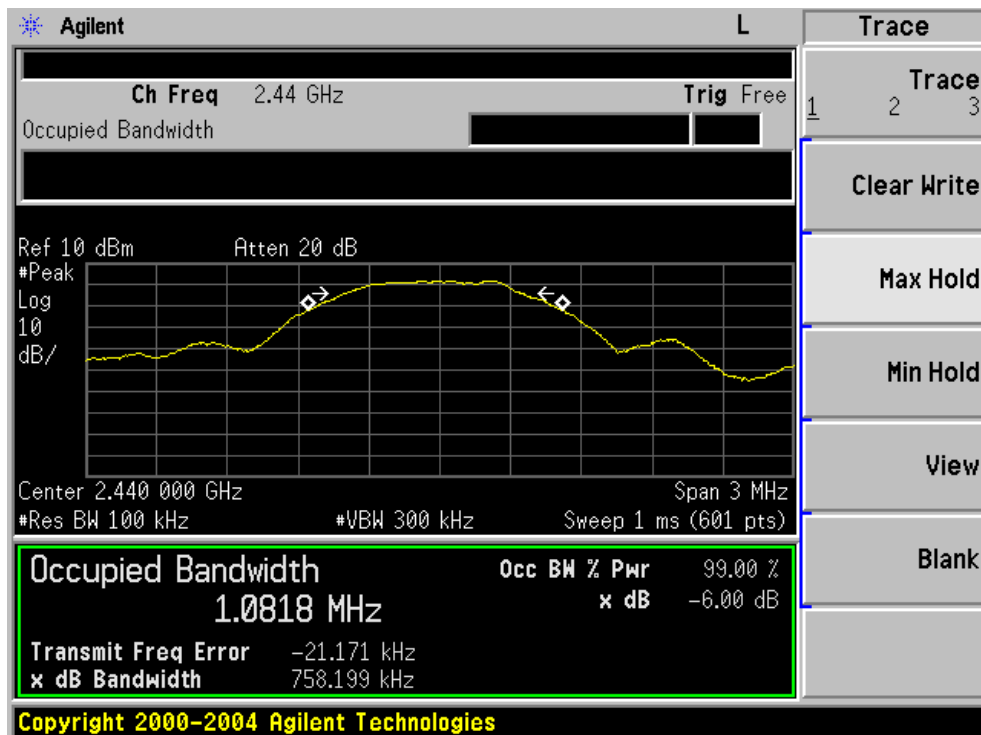 Agilent L Trace
Ch Freq 2.44 GHz Trig Free
Occupied Bandwidth
Trace
1 2 3
Clear Write
Max Hold
Min Hold
View
Blank
Ref 10 dBm Atten 20 dB
#Peak
Log
10
dB/
Center 2.440 000 GHz Span 3 MHz
#Res BW 100 kHz #VBW 300 kHz Sweep 1 ms (601 pts)
Occupied Bandwidth Occ BW % Pwr 99.00 %
1.0818 MHz x dB -6.00 dB
Transmit Freq Error -21.171 kHz
x dB Bandwidth 758.199 kHz
Copyright 2000-2004 Agilent Technologies